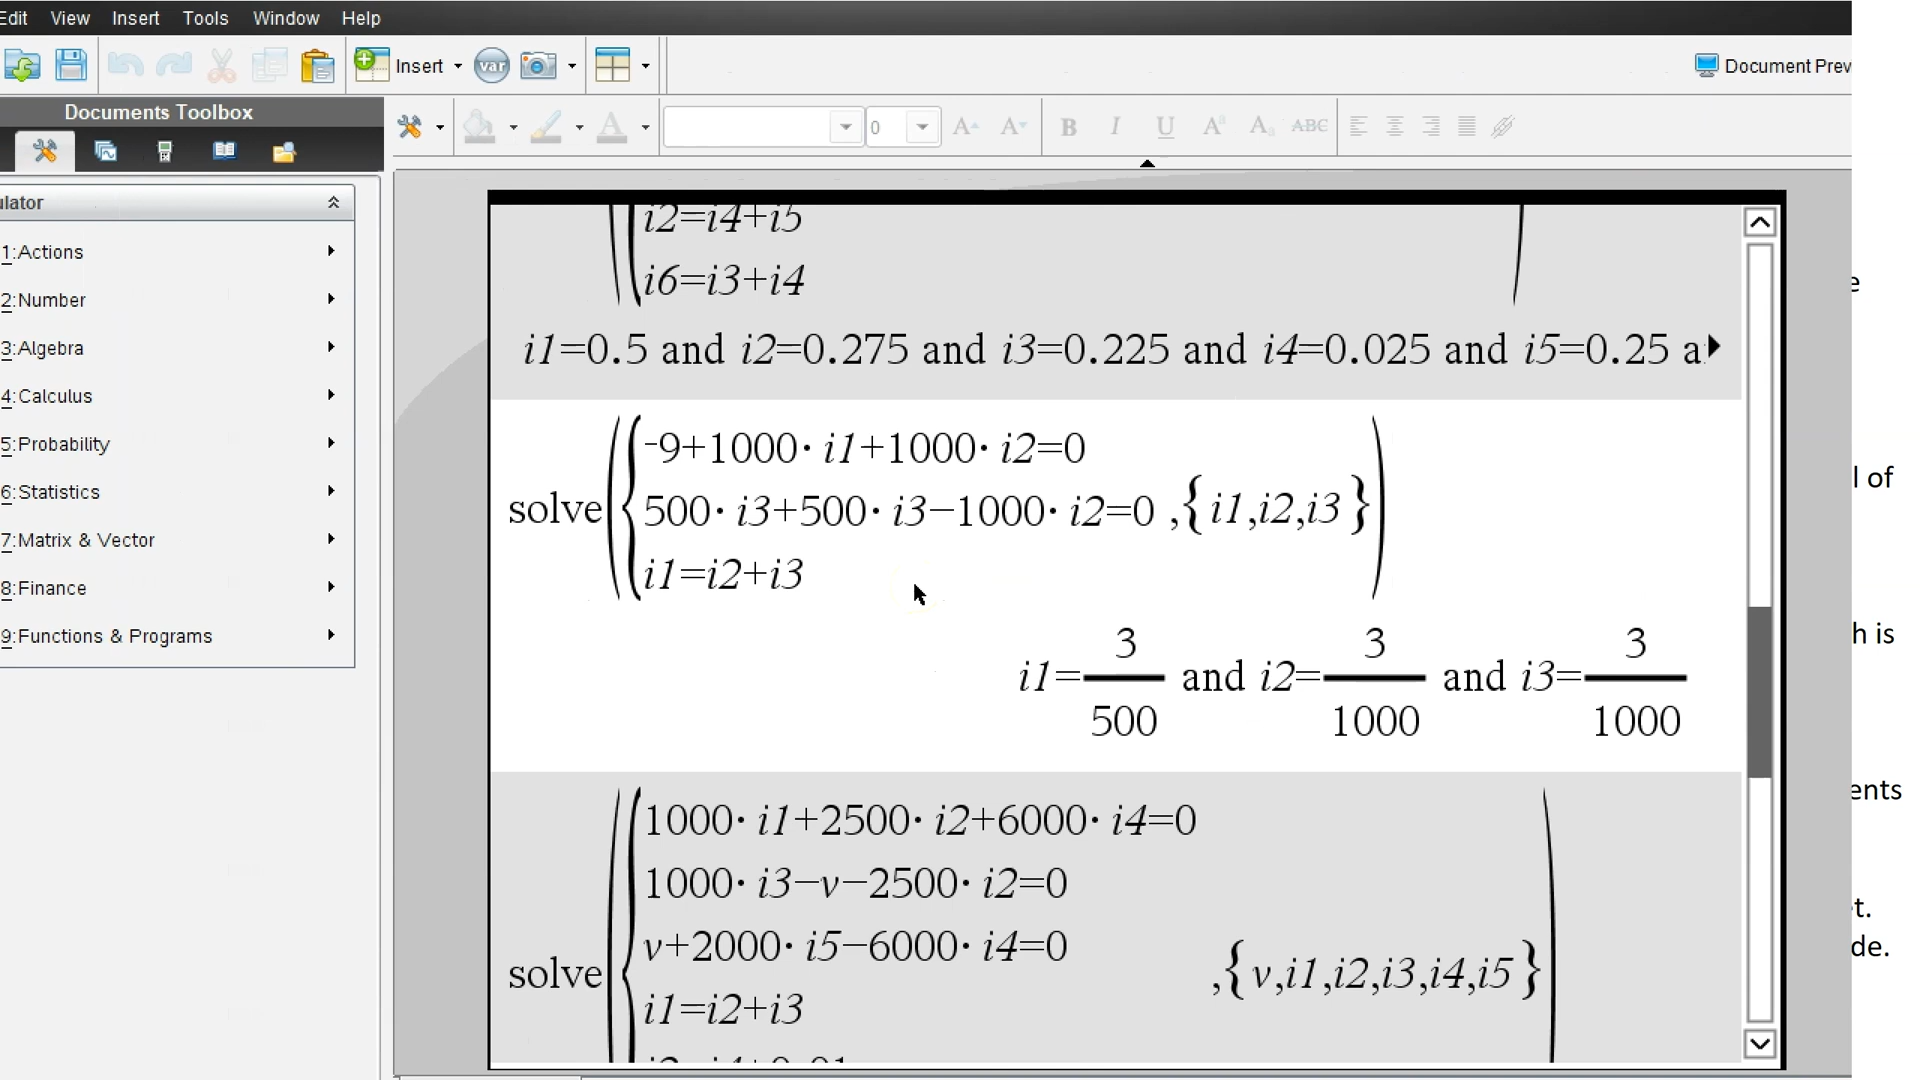 Edit View Insert Tools Window Help
Insert var Document Prev
Documents Toolbox
0 A A B I U A A ABC
ulator
1:Actions
2:Number
3:Algebra
4:Calculus
5:Probability
6:Statistics
7:Matrix & Vector
8:Finance
9:Functions & Programs
i2=i4+i5
i6=i3+i4
i1=0.5 and i2=0.275 and i3=0.225 and i4=0.025 and i5=0.25 a
-9+1000· i1+1000· i2=0
solve 500· i3+500· i3−1000· i2=0 ,{i1,i2,i3}
i1=i2+i3
i1=3/500 and i2=3/1000 and i3=3/1000
1000· i1+2500· i2+6000· i4=0
1000· i3−v−2500· i2=0
v+2000· i5−6000· i4=0
solve ,{v,i1,i2,i3,i4,i5}
i1=i2+i3
e
l of
h is
ents
t.
de.